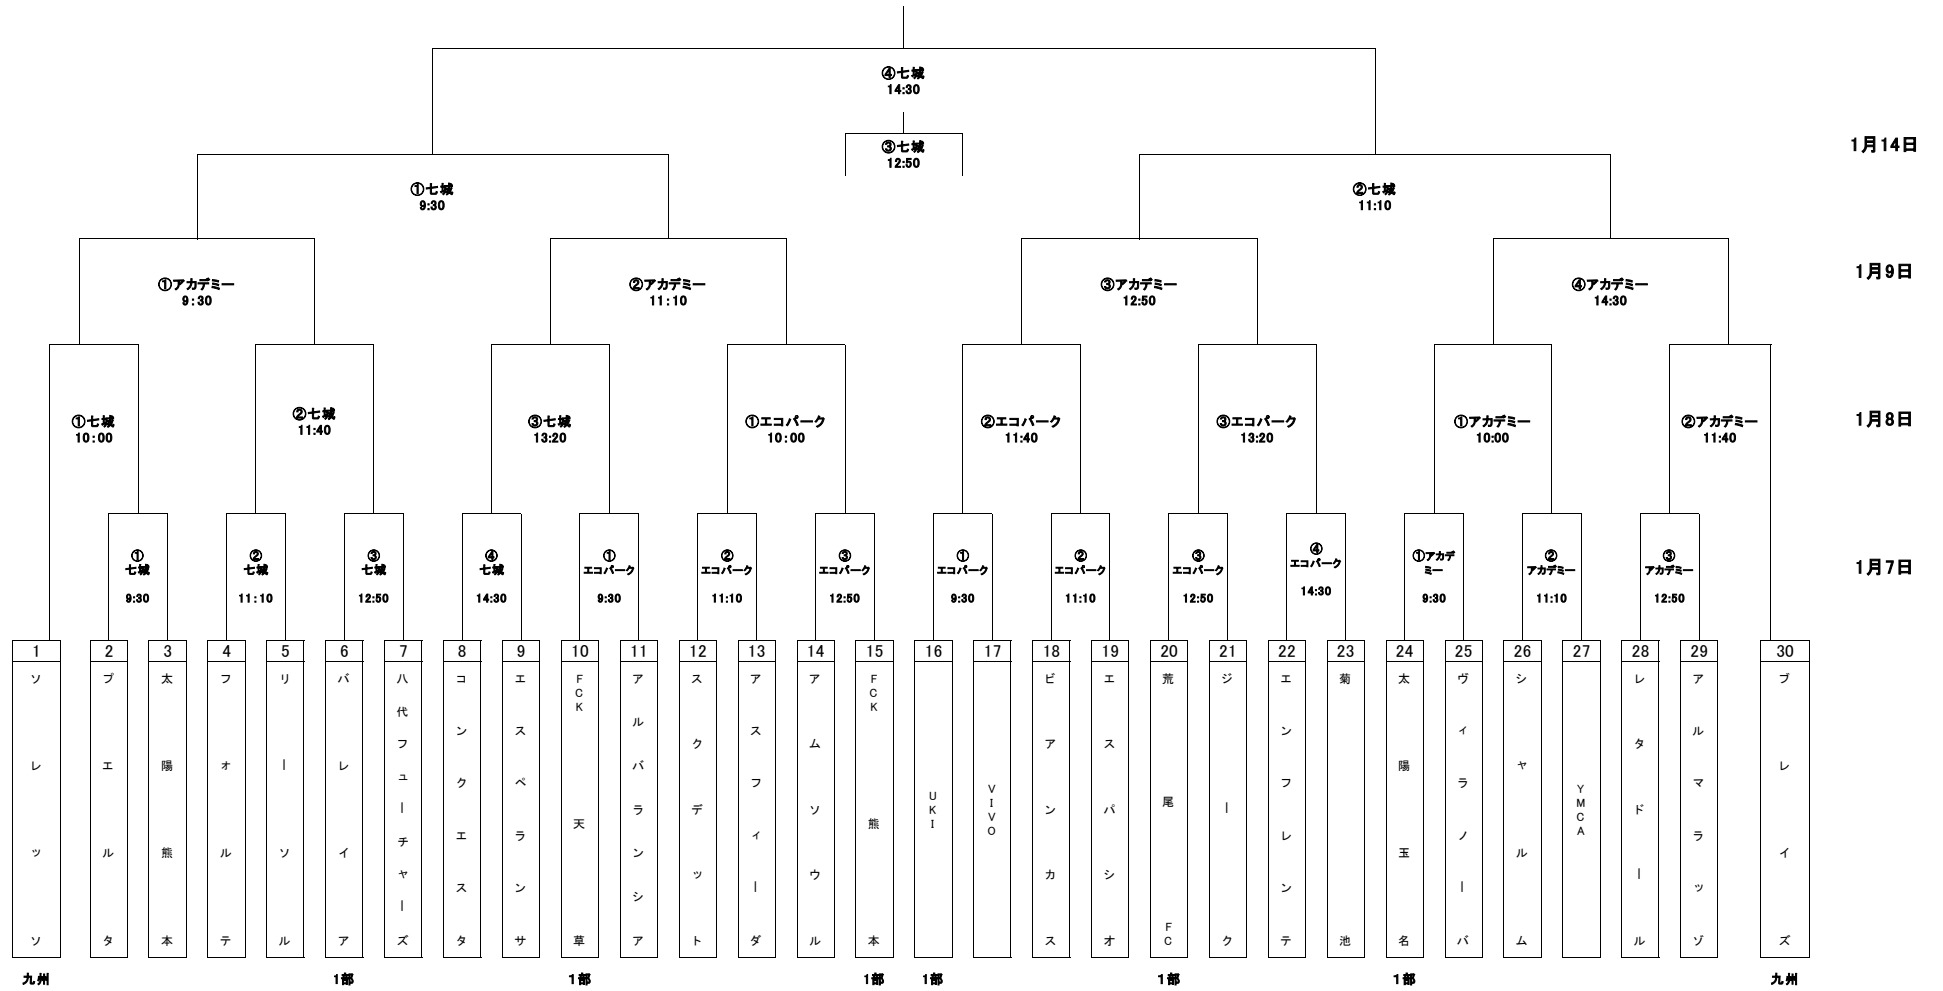 ④七城
14:30
③七城
12:50
1月14日
①七城
9:30
②七城
11:10
①アカデミー
9:30
②アカデミー
11:10
③アカデミー
12:50
④アカデミー
14:30
1月9日
①七城
10:00
②七城
11:40
③七城
13:20
①エコパーク
10:00
②エコパーク
11:40
③エコパーク
13:20
①アカデミー
10:00
②アカデミー
11:40
1月8日
①
七城
9:30
②
七城
11:10
③
七城
12:50
④
七城
14:30
①
エコパーク
9:30
②
エコパーク
11:10
③
エコパーク
12:50
①
エコパーク
9:30
②
エコパーク
11:10
③
エコパーク
12:50
④
エコパーク
14:30
①アカデ
ミー
9:30
②
アカデミー
11:10
③
アカデミー
12:50
1月7日
1
ソレッソ
九州
2
プエルタ
3
太陽熊本
4
フォルテ
5
リーソル
6
バレイア
1部
7
八代フューチャーズ
8
コンクエスタ
9
エスペランサ
10
FCK天草
1部
11
アルバランシア
12
スクデット
13
アスフィーダ
14
アムソウル
15
FCK熊本
1部
16
UKI
1部
17
VIVO
18
ビアンカス
19
エスパシオ
20
荒尾FC
1部
21
ジーク
22
エンフレンテ
23
菊池
24
太陽玉名
1部
25
ヴィラノーバ
26
シャルム
27
YMCA
28
レタドール
29
アルマラッゾ
30
ブレイズ
九州